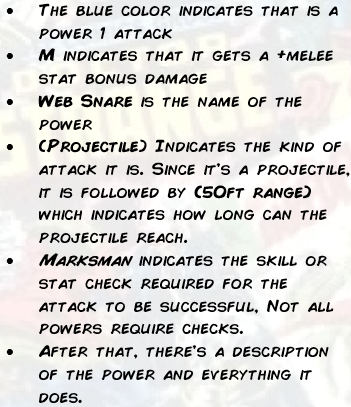 • The blue color indicates that is a
power 1 attack
• M indicates that it gets a +melee
stat bonus damage
• Web Snare is the name of the
power
• (Projectile) Indicates the kind of
attack it is. Since it's a projectile,
it is followed by (50ft range)
which indicates how long can the
projectile reach.
• Marksman indicates the skill or
stat check required for the
attack to be successful, Not all
powers require checks.
• After that, there's a description
of the power and everything it
does.